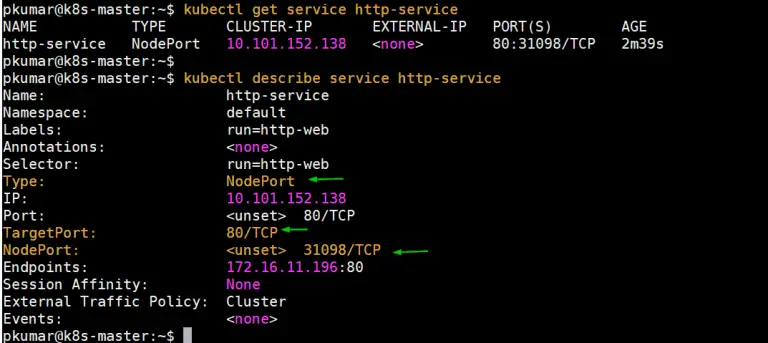 pkumar@k8s-master:~$ kubectl get service http-service
NAME TYPE CLUSTER-IP EXTERNAL-IP PORT(S) AGE
http-service NodePort 10.101.152.138 <none> 80:31098/TCP 2m39s
pkumar@k8s-master:~$
pkumar@k8s-master:~$ kubectl describe service http-service
Name: http-service
Namespace: default
Labels: run=http-web
Annotations: <none>
Selector: run=http-web
Type: NodePort
IP: 10.101.152.138
Port: <unset> 80/TCP
TargetPort: 80/TCP
NodePort: <unset> 31098/TCP
Endpoints: 172.16.11.196:80
Session Affinity: None
External Traffic Policy: Cluster
Events: <none>
pkumar@k8s-master:~$